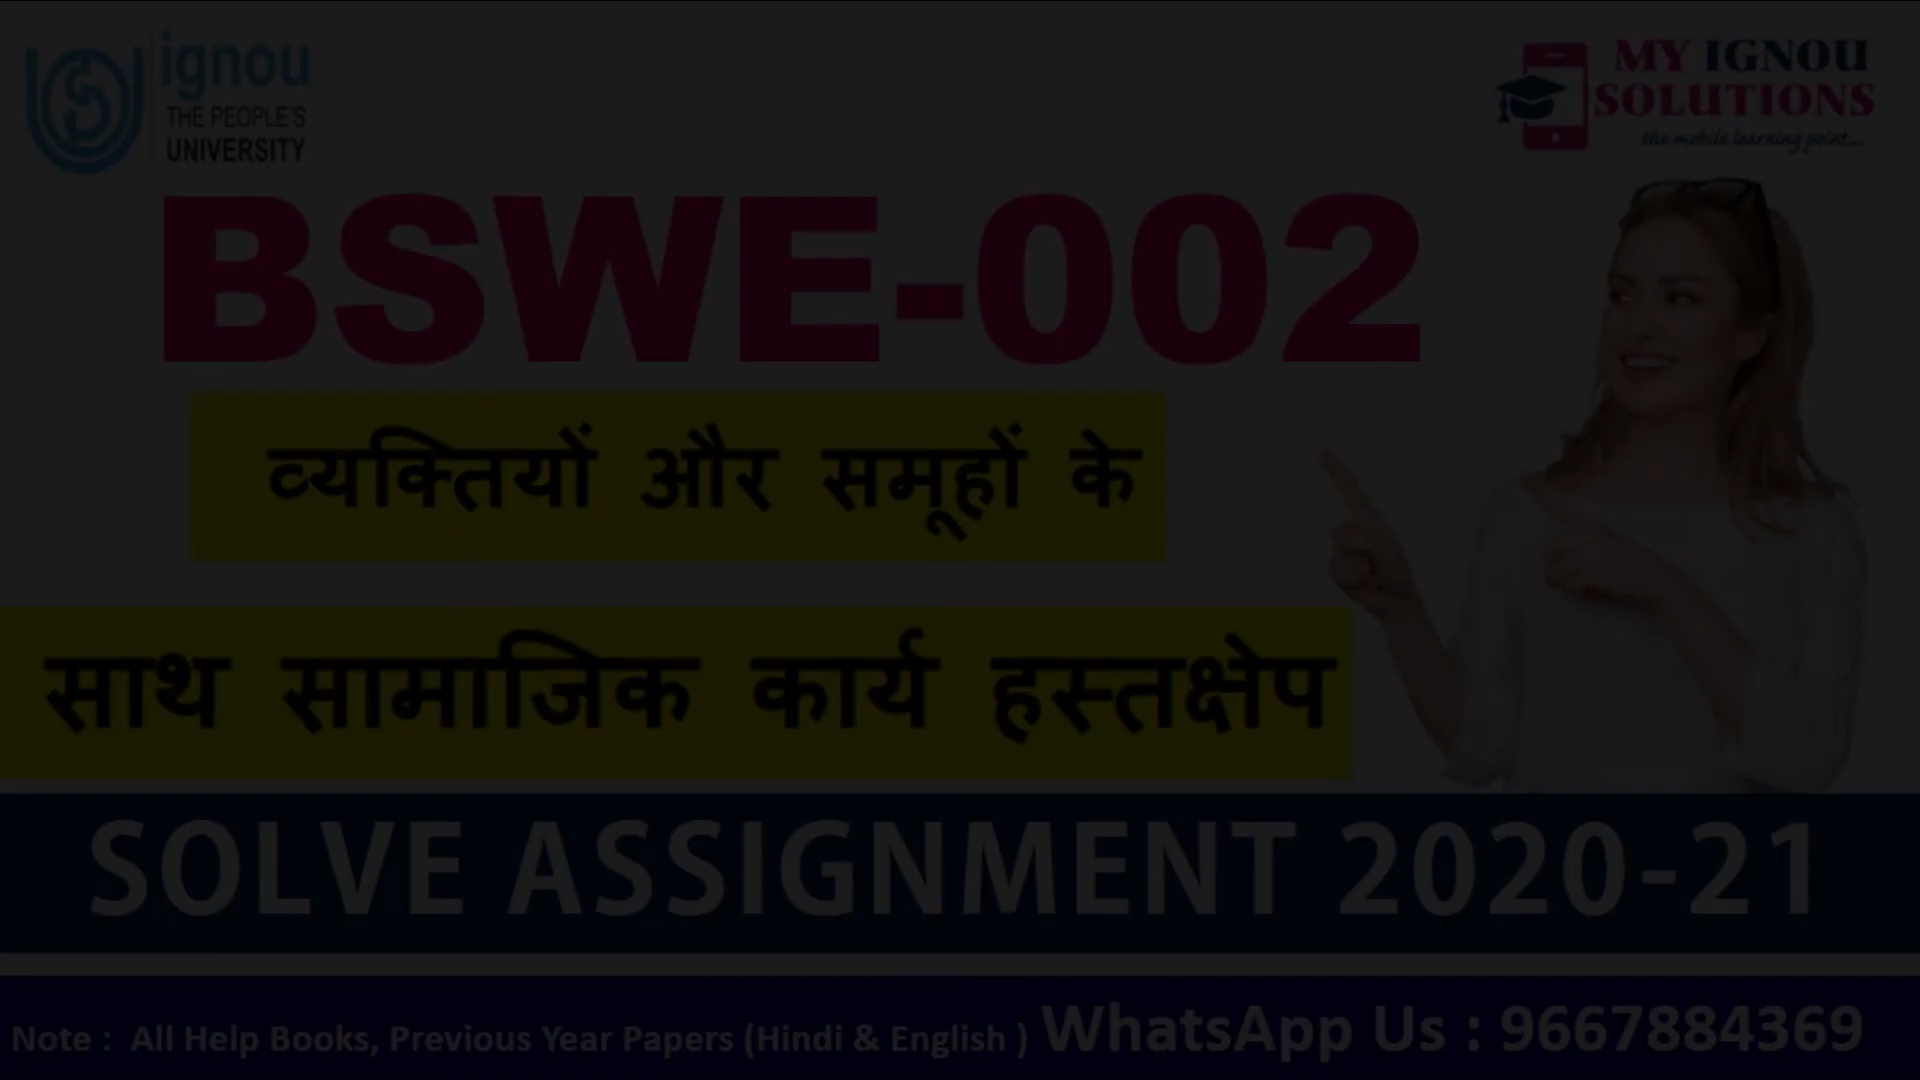 ignou
THE PEOPLE'S
UNIVERSITY
MY IGNOU
SOLUTIONS
the mobile learning point...
BSWE-002
व्यक्तियों और समूहों के
साथ सामाजिक कार्य हस्तक्षेप
SOLVE ASSIGNMENT 2020-21
Note : All Help Books, Previous Year Papers (Hindi & English ) WhatsApp Us : 9667884369